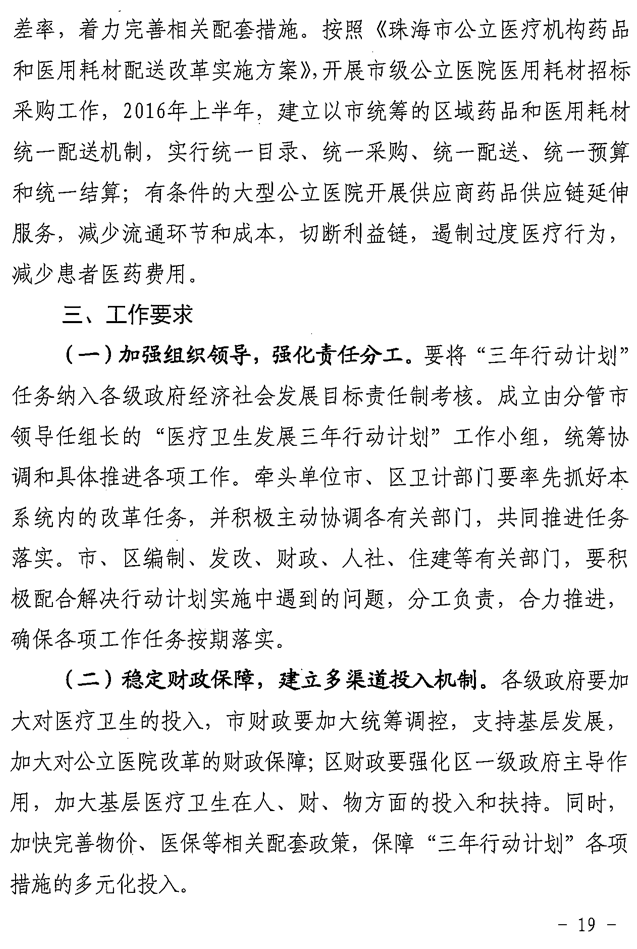 差率，着力完善相关配套措施。按照《珠海市公立医疗机构药品
和医用耗材配送改革实施方案》，开展市级公立医院医用耗材招标
采购工作，2016年上半年，建立以市统筹的区域药品和医用耗材
统一配送机制，实行统一目录、统一采购、统一配送、统一预算
和统一结算；有条件的大型公立医院开展供应商药品供应链延伸
服务，减少流通环节和成本，切断利益链，遏制过度医疗行为，
减少患者医药费用。
三、工作要求
（一）加强组织领导，强化责任分工。要将“三年行动计划”
任务纳入各级政府经济社会发展目标责任制考核。成立由分管市
领导任组长的“医疗卫生发展三年行动计划”工作小组，统筹协
调和具体推进各项工作。牵头单位市、区卫计部门要率先抓好本
系统内的改革任务，并积极主动协调各有关部门，共同推进任务
落实。市、区编制、发改、财政、人社、住建等有关部门，要积
极配合解决行动计划实施中遇到的问题，分工负责，合力推进，
确保各项工作任务按期落实。
（二）稳定财政保障，建立多渠道投入机制。各级政府要加
大对医疗卫生的投入，市财政要加大统筹调控，支持基层发展，
加大对公立医院改革的财政保障；区财政要强化区一级政府主导作
用，加大基层医疗卫生在人、财、物方面的投入和扶持。同时，
加快完善物价、医保等相关配套政策，保障“三年行动计划”各项
措施的多元化投入。
－ 19 －